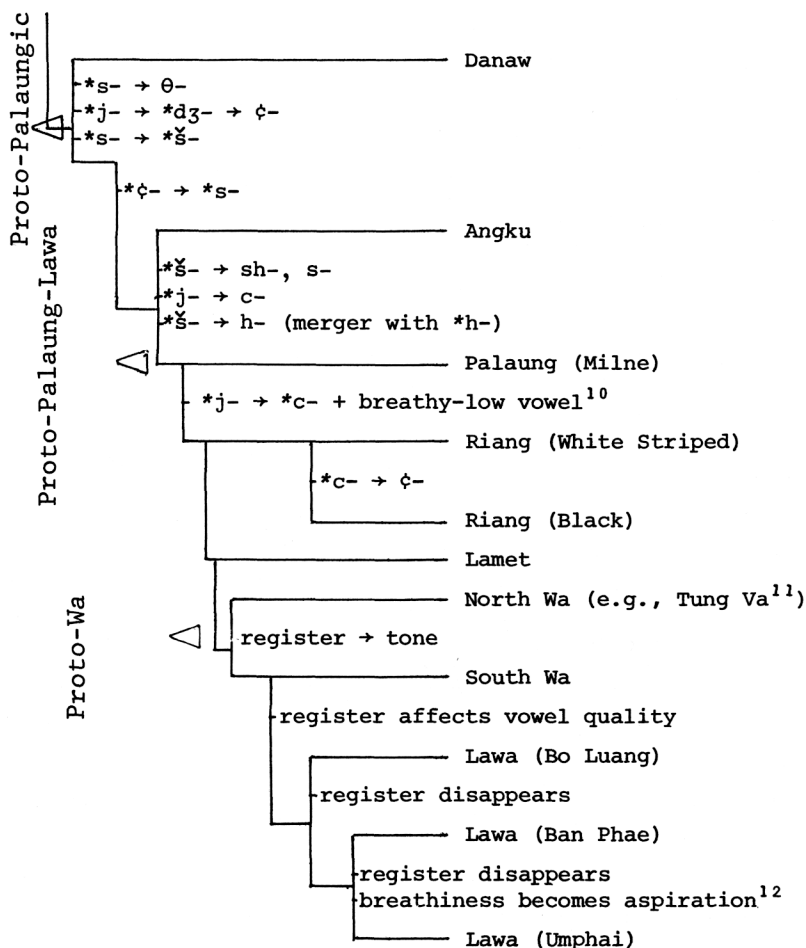 Danaw
*s- → θ-
*j- → *dʒ- → ¢-
*s- → *š-
Proto-Palaungic
*¢- → *s-
Angku
*š- → sh-, s-
*j- → c-
*š- → h- (merger with *h-)
Proto-Palaung-Lawa
Palaung (Milne)
*j- → *c- + breathy-low vowel¹⁰
Riang (White Striped)
*c- → ¢-
Riang (Black)
Lamet
North Wa (e.g., Tung Va¹¹)
Proto-Wa
register → tone
South Wa
register affects vowel quality
Lawa (Bo Luang)
register disappears
Lawa (Ban Phae)
register disappears
breathiness becomes aspiration¹²
Lawa (Umphai)